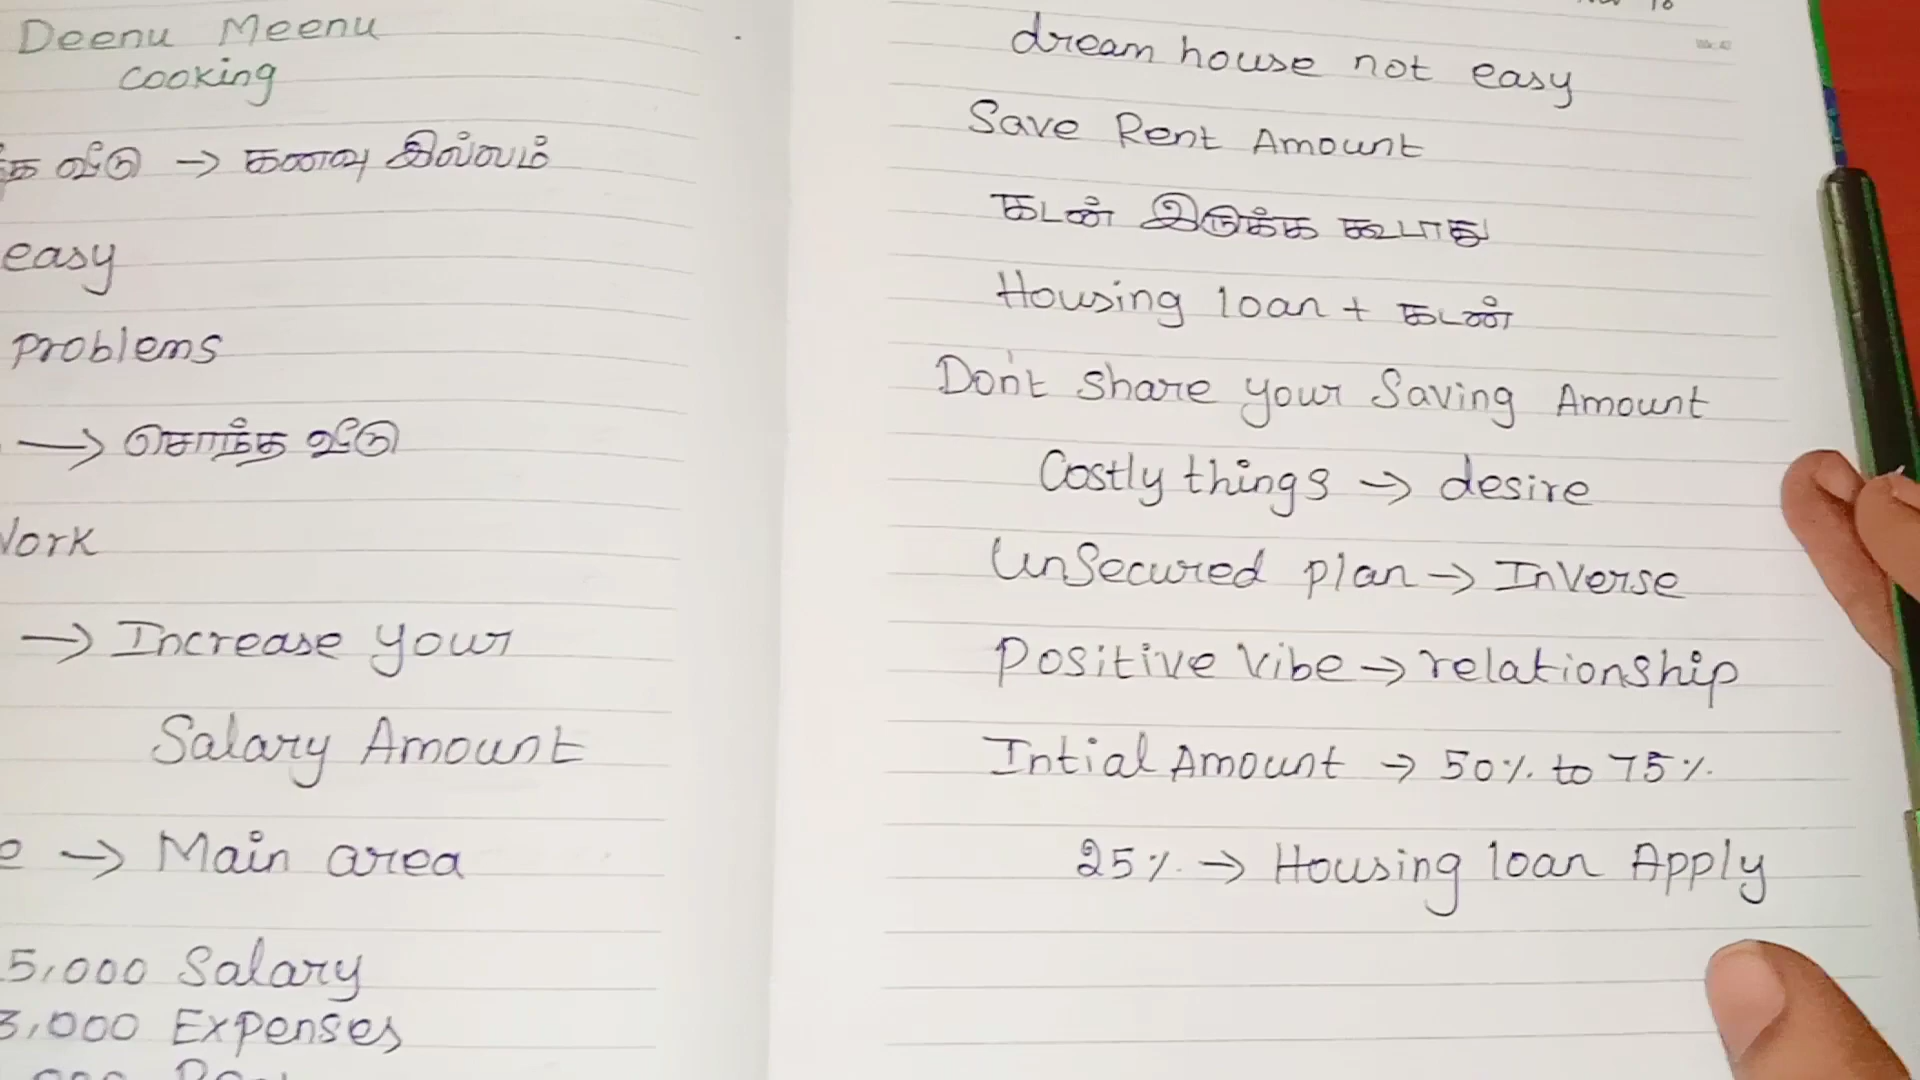 Deenu Meenu
cooking
வீடு → கனவு இல்லம்
easy
problems
→ சொந்த வீடு
Work
→ Increase your
Salary Amount
→ Main area
5,000 Salary
3,000 Expenses
dream house not easy
Save Rent Amount
கடன் இருக்க கூடாது
Housing loan + கடன்
Don't share your Saving Amount
Costly things → desire
UnSecured plan → Inverse
Positive Vibe → relationship
Intial Amount → 50% to 75%.
25% → Housing loan Apply